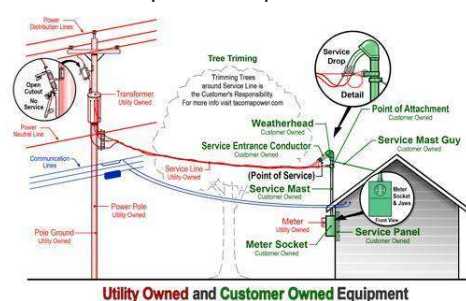 Power
Distribution Lines
Open
Cutout
No
Service
Transformer
Utility Owned
Power
Neutral Line
Communication
Lines
Power Pole
Utility Owned
Pole Ground
Utility Owned
Tree Triming
Trimming Trees
around Service Line is
the Customer's Responsibility.
For more info visit tacomapower.com
Service
Drop
Detail
Point of Attachment
Customer Owned
Weatherhead
Customer Owned
Service Entrance Conductor
Customer Owned
(Point of Service)
Service Mast Guy
Customer Owned
Service Line
Utility Owned
Service Mast
Customer Owned
Meter
Utility Owned
Meter Socket
Customer Owned
Meter
Socket
& Jaws
Front View
Service Panel
Customer Owned
Utility Owned and Customer Owned Equipment